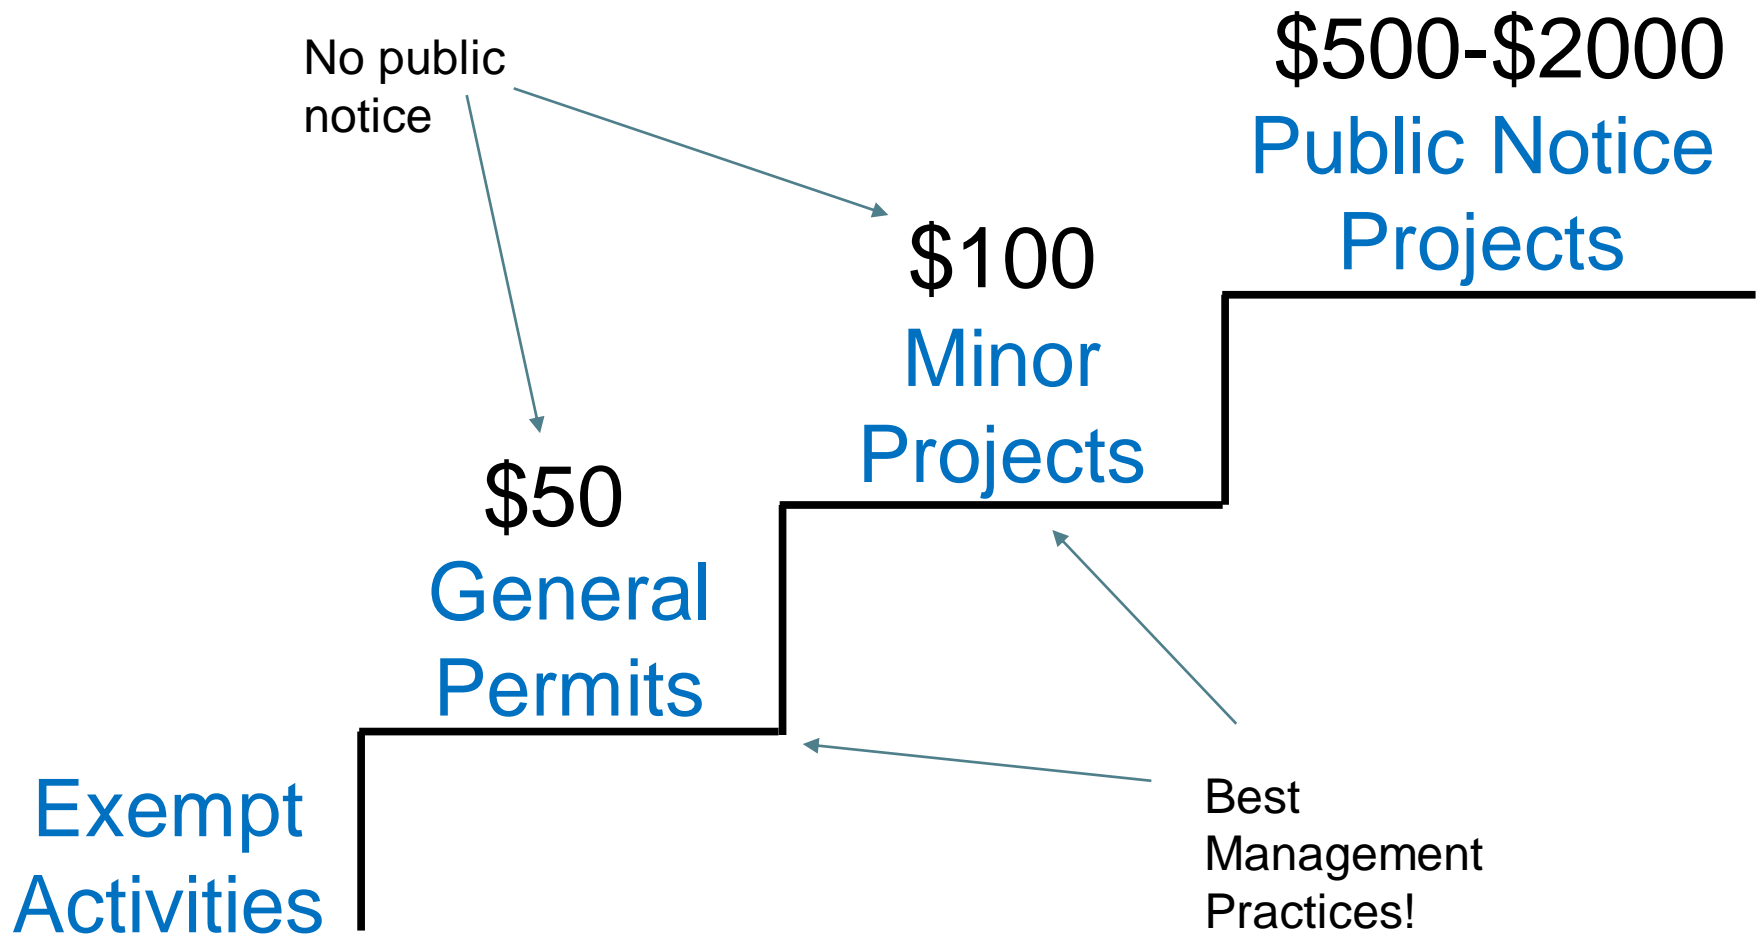 No public
notice
$500-$2000
Public Notice
Projects
$100
Minor
Projects
$50
General
Permits
Exempt
Activities
Best
Management
Practices!